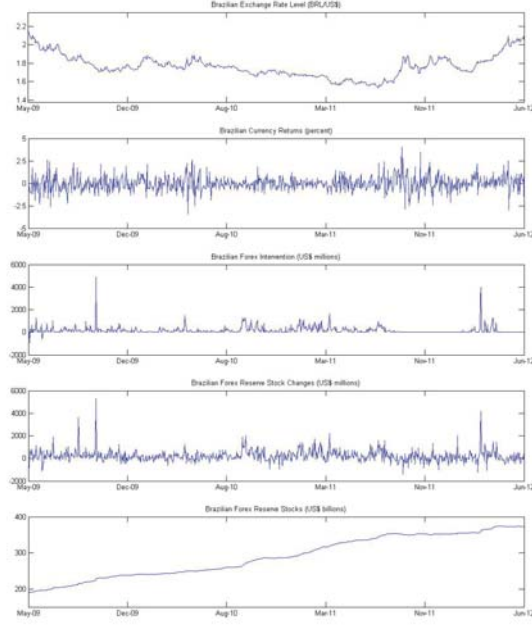 Brazilian Exchange Rate Level (BRL/US$)
2.2
2
1.8
1.6
1.4
May-09 Dec-09 Aug-10 Mar-11 Nov-11 Jun-12
Brazilian Currency Returns (percent)
5
2.5
0
-2.5
-5
May-09 Dec-09 Aug-10 Mar-11 Nov-11 Jun-12
Brazilian Forex Intervention (US$ millions)
6000
4000
2000
0
-2000
May-09 Dec-09 Aug-10 Mar-11 Nov-11 Jun-12
Brazilian Forex Reserve Stock Changes (US$ millions)
6000
4000
2000
0
-2000
May-09 Dec-09 Aug-10 Mar-11 Nov-11 Jun-12
Brazilian Forex Reserve Stocks (US$ billions)
400
300
200
May-09 Dec-09 Aug-10 Mar-11 Nov-11 Jun-12